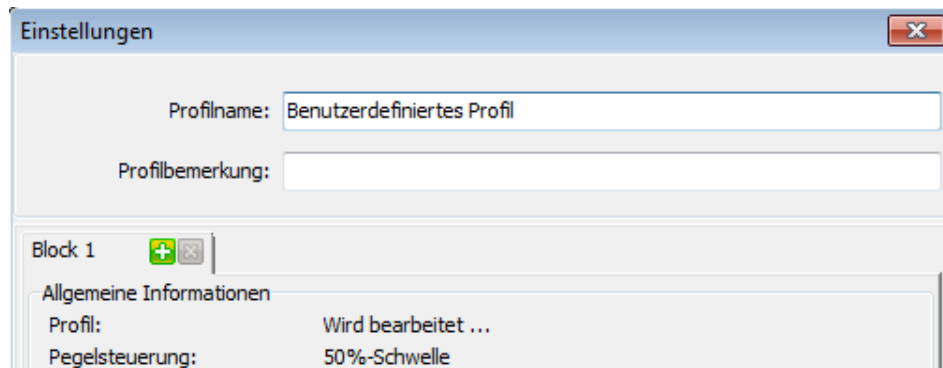 Einstellungen
Profilname: Benutzerdefiniertes Profil
Profilbemerkung:
Block 1
Allgemeine Informationen
Profil: Wird bearbeitet ...
Pegelsteuerung: 50%-Schwelle